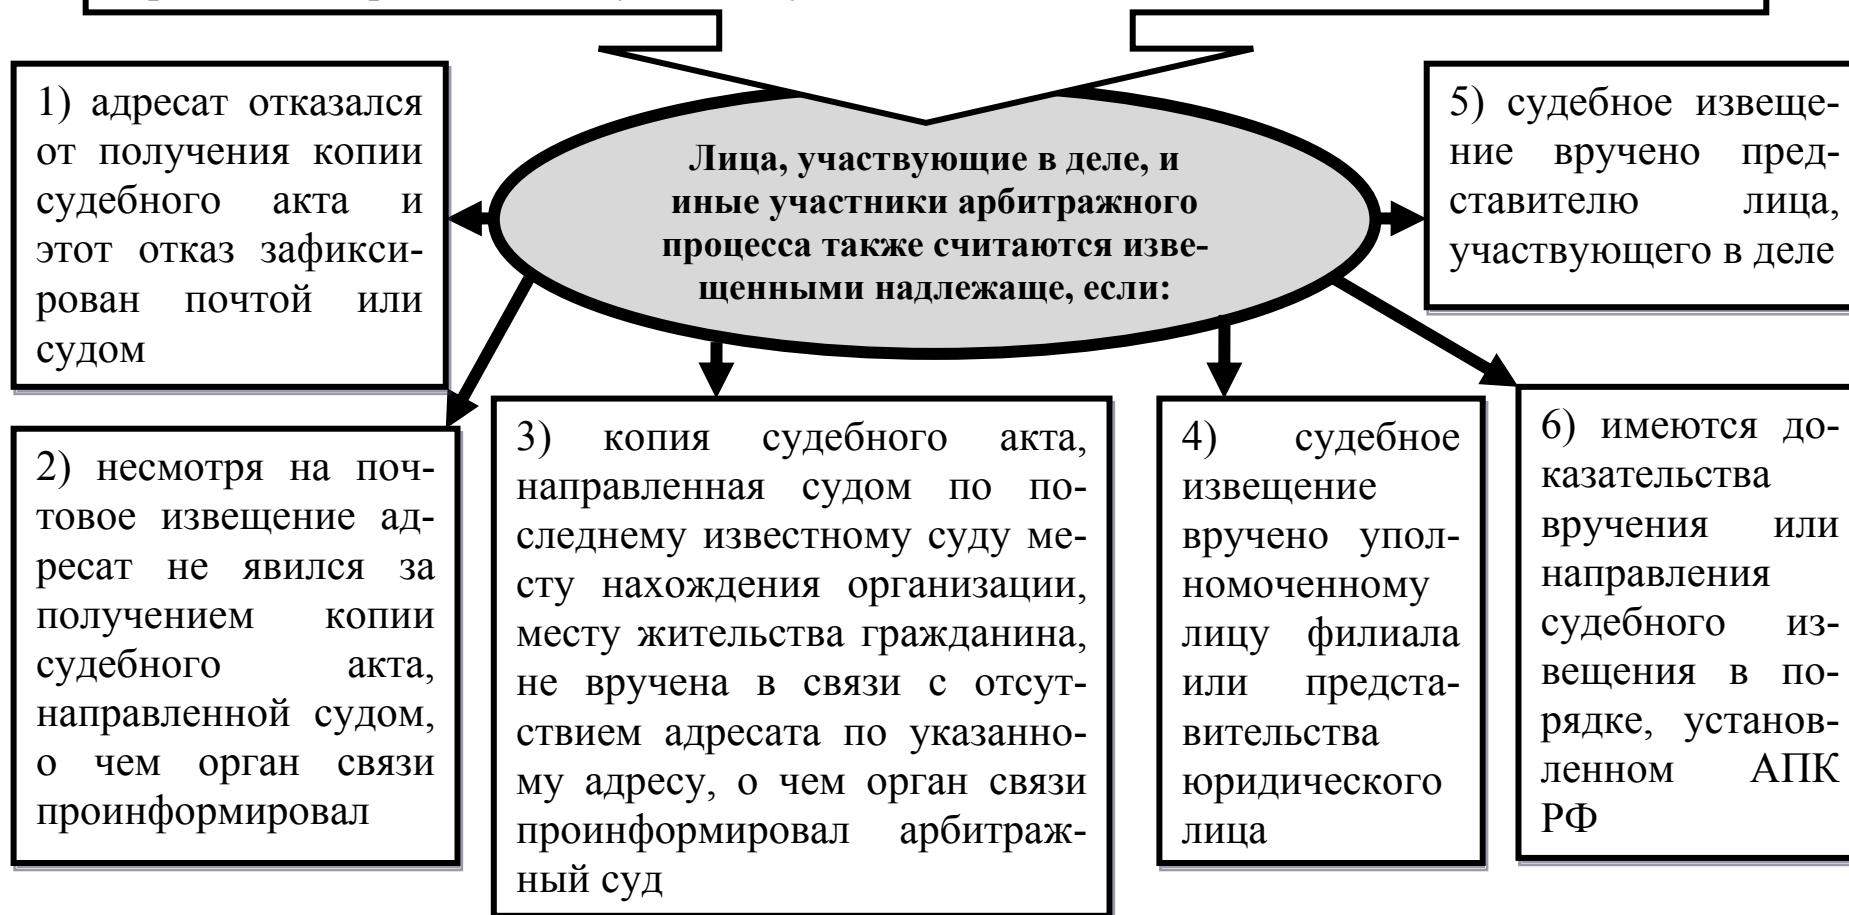 Лица, участвующие в деле, и
иные участники арбитражного
процесса также считаются изве-
щенными надлежаще, если:
1) адресат отказался
от получения копии
судебного акта и
этот отказ зафикси-
рован почтой или
судом
2) несмотря на поч-
товое извещение ад-
ресат не явился за
получением копии
судебного акта,
направленной судом,
о чем орган связи
проинформировал
3) копия судебного акта,
направленная судом по по-
следнему известному суду ме-
сту нахождения организации,
месту жительства гражданина,
не вручена в связи с отсут-
ствием адресата по указанно-
му адресу, о чем орган связи
проинформировал арбитраж-
ный суд
4) судебное
извещение
вручено упол-
номоченному
лицу филиала
или предста-
вительства
юридического
лица
5) судебное извеще-
ние вручено пред-
ставителю лица,
участвующего в деле
6) имеются до-
казательства
вручения или
направления
судебного из-
вещения в по-
рядке, установ-
ленном АПК
РФ